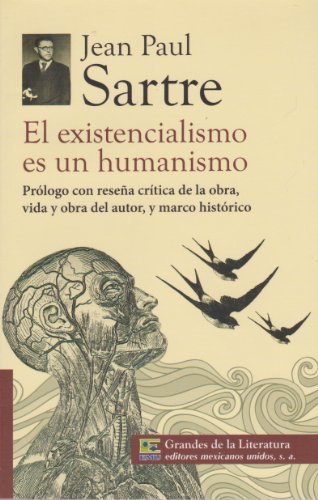 Jean Paul
Sartre
El existencialismo
es un humanismo
Prólogo con reseña crítica de la obra,
vida y obra del autor, y marco histórico
Grandes de la Literatura
editores mexicanos unidos, s. a.